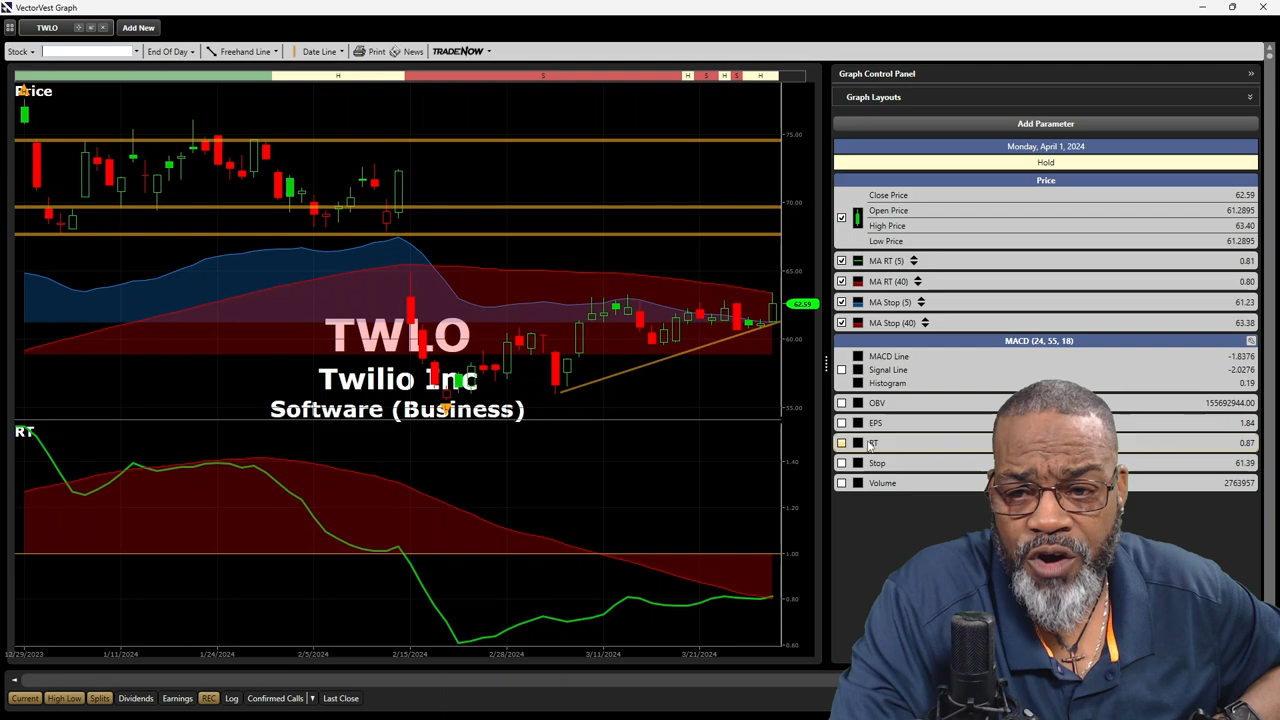 VectorVest Graph
TWLO
Add New
Stock
End Of Day
Freehand Line
Date Line
Print
News
TRADENOW
H
S
H
S
H
S
H
Price
75.00
70.00
65.00
62.59
60.00
55.00
TWLO
Twilio Inc
Software (Business)
RT
1.40
1.20
1.00
0.80
0.60
12/29/2023
1/11/2024
1/24/2024
2/5/2024
2/15/2024
2/28/2024
3/11/2024
3/21/2024
Current
High Low
Splits
Dividends
Earnings
REC
Log
Confirmed Calls
Last Close
Graph Control Panel
Graph Layouts
Add Parameter
Monday, April 1, 2024
Hold
Price
Close Price 62.59
Open Price 61.2895
High Price 63.40
Low Price 61.2895
MA RT (5) 0.81
MA RT (40) 0.80
MA Stop (5) 61.23
MA Stop (40) 63.38
MACD (24, 55, 18)
MACD Line -1.8376
Signal Line -2.0276
Histogram 0.19
OBV 155692944.00
EPS 1.84
RT 0.87
Stop 61.39
Volume 2763957